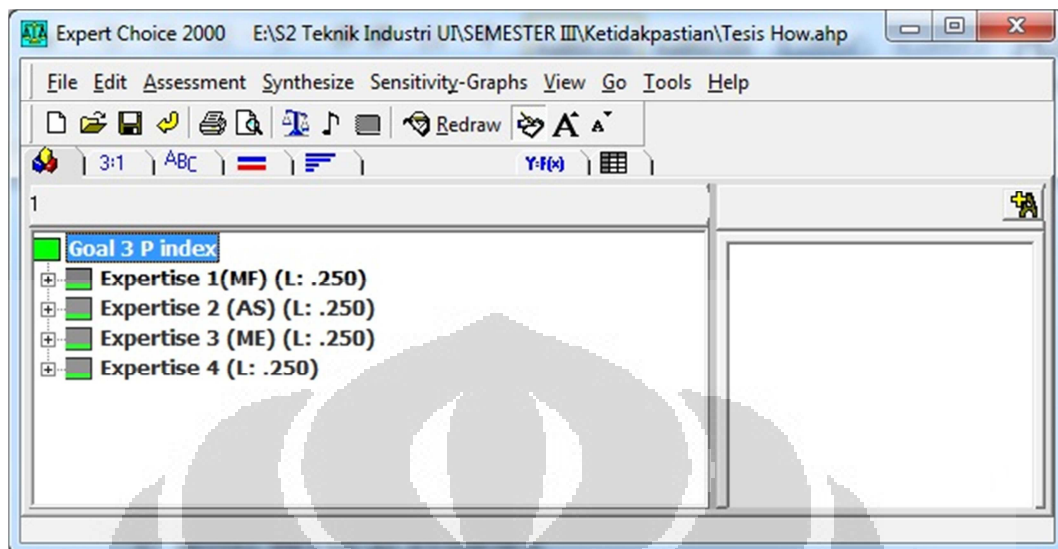 Expert Choice 2000 E:\S2 Teknik Industri UI\SEMESTER III\Ketidakpastian\Tesis How.ahp
File Edit Assessment Synthesize Sensitivity-Graphs View Go Tools Help
Redraw A A
3:1 ABC Y:F(x)
1
Goal 3 P index
Expertise 1(MF) (L: .250)
Expertise 2 (AS) (L: .250)
Expertise 3 (ME) (L: .250)
Expertise 4 (L: .250)